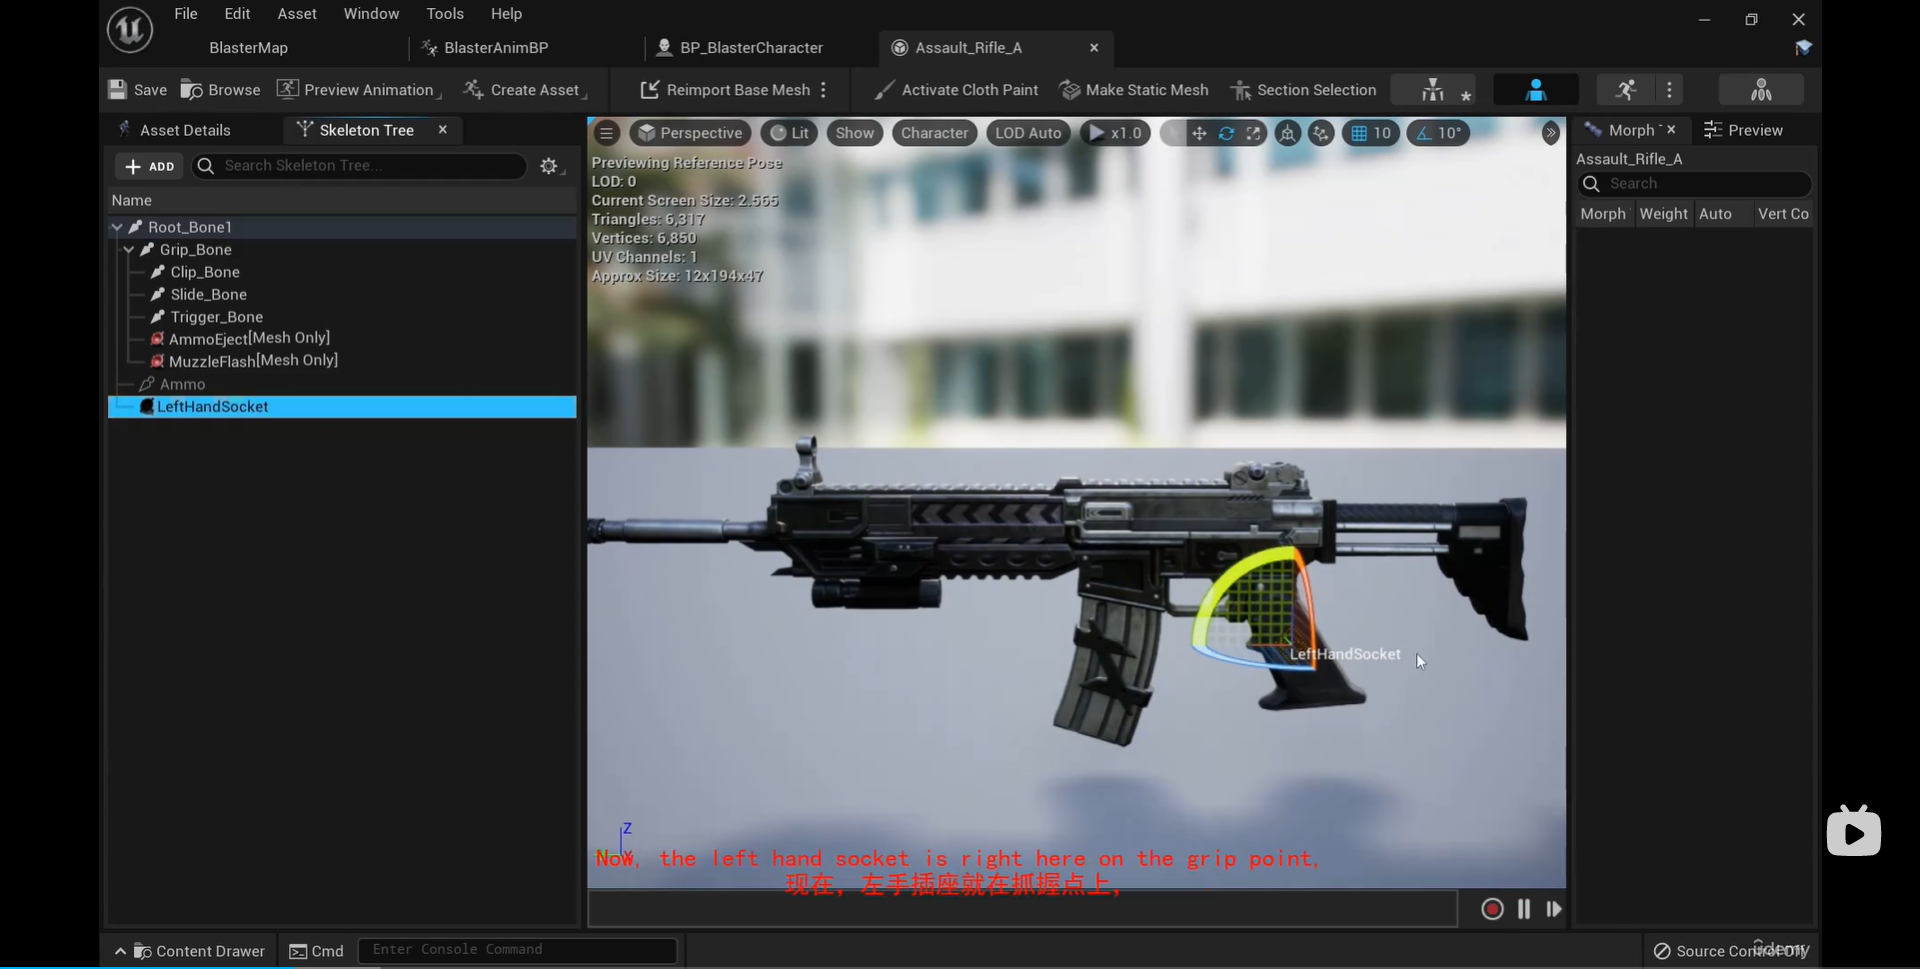 File Edit Asset Window Tools Help
BlasterMap BlasterAnimBP BP_BlasterCharacter Assault_Rifle_A
Save Browse Preview Animation Create Asset Reimport Base Mesh Activate Cloth Paint Make Static Mesh Section Selection
Asset Details Skeleton Tree
ADD Search Skeleton Tree...
Name
Root_Bone1
Grip_Bone
Clip_Bone
Slide_Bone
Trigger_Bone
AmmoEject[Mesh Only]
MuzzleFlash[Mesh Only]
Ammo
LeftHandSocket
Perspective Lit Show Character LOD Auto x1.0 10 10°
Previewing Reference Pose
LOD: 0
Current Screen Size: 2.565
Triangles: 6,317
Vertices: 6,850
UV Channels: 1
Approx Size: 12x194x47
LeftHandSocket
Z
Now, the left hand socket is right here on the grip point,
现在，左手插座就在抓握点上，
Morph Preview
Assault_Rifle_A
Search
Morph Weight Auto Vert Co
Content Drawer Cmd Enter Console Command Source Control Off
ûdemy